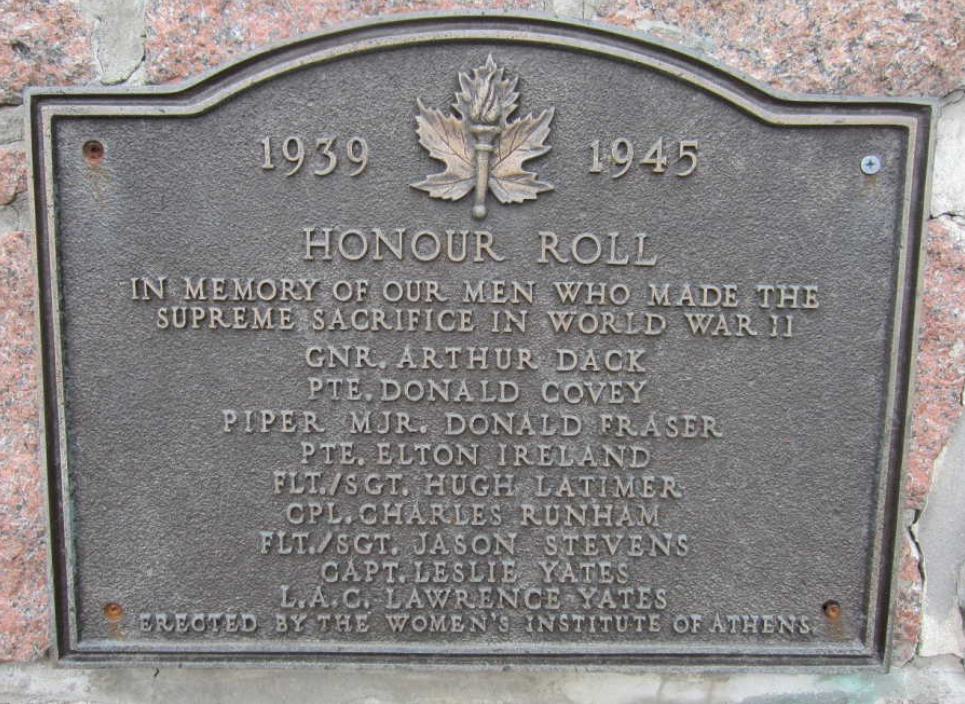 1939 1945
HONOUR ROLL
IN MEMORY OF OUR MEN WHO MADE THE
SUPREME SACRIFICE IN WORLD WAR II
GNR. ARTHUR DACK
PTE. DONALD COVEY
PIPER MJR. DONALD FRASER
PTE. ELTON IRELAND
FLT./SGT. HUGH LATIMER
CPL. CHARLES RUNHAM
FLT./SGT. JASON STEVENS
CAPT. LESLIE YATES
L.A.C. LAWRENCE YATES
ERECTED BY THE WOMEN'S INSTITUTE OF ATHENS.